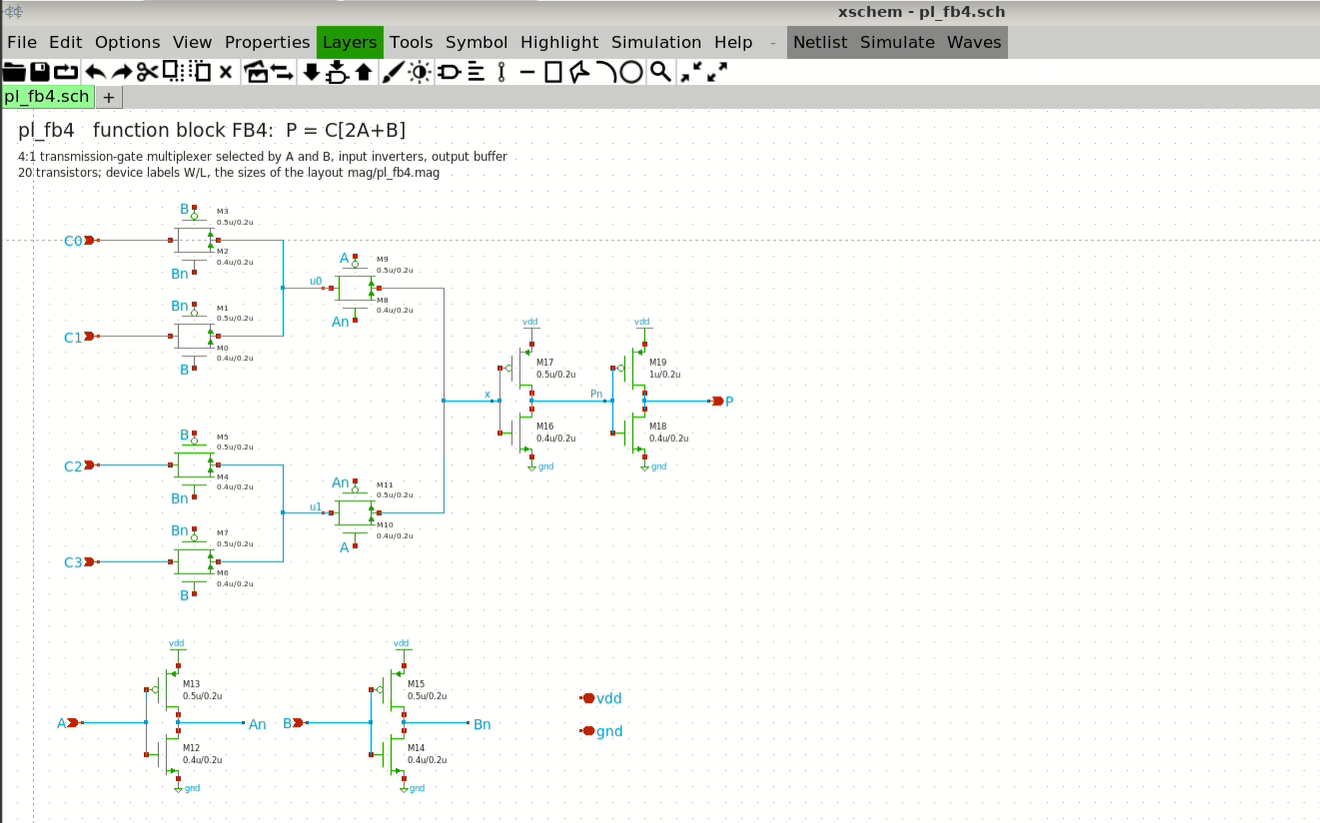 xschem - pl_fb4.sch
File Edit Options View Properties Layers Tools Symbol Highlight Simulation Help - Netlist Simulate Waves
pl_fb4.sch +
pl_fb4 function block FB4: P = C[2A+B]
4:1 transmission-gate multiplexer selected by A and B, input inverters, output buffer
20 transistors; device labels W/L, the sizes of the layout mag/pl_fb4.mag
B M3
0.5u/0.2u
C0
M2
0.4u/0.2u
Bn
A M9
0.5u/0.2u
u0
M8
0.4u/0.2u
An
Bn M1
0.5u/0.2u
C1
M0
0.4u/0.2u
B
vdd vdd
M17 M19
0.5u/0.2u 1u/0.2u
x Pn P
M16 M18
0.4u/0.2u 0.4u/0.2u
gnd gnd
B M5
0.5u/0.2u
C2
M4
0.4u/0.2u
Bn
An M11
0.5u/0.2u
u1
M10
0.4u/0.2u
A
Bn M7
0.5u/0.2u
C3
M6
0.4u/0.2u
B
vdd vdd
M13 M15
0.5u/0.2u 0.5u/0.2u
vdd
A An B Bn
gnd
M12 M14
0.4u/0.2u 0.4u/0.2u
gnd gnd